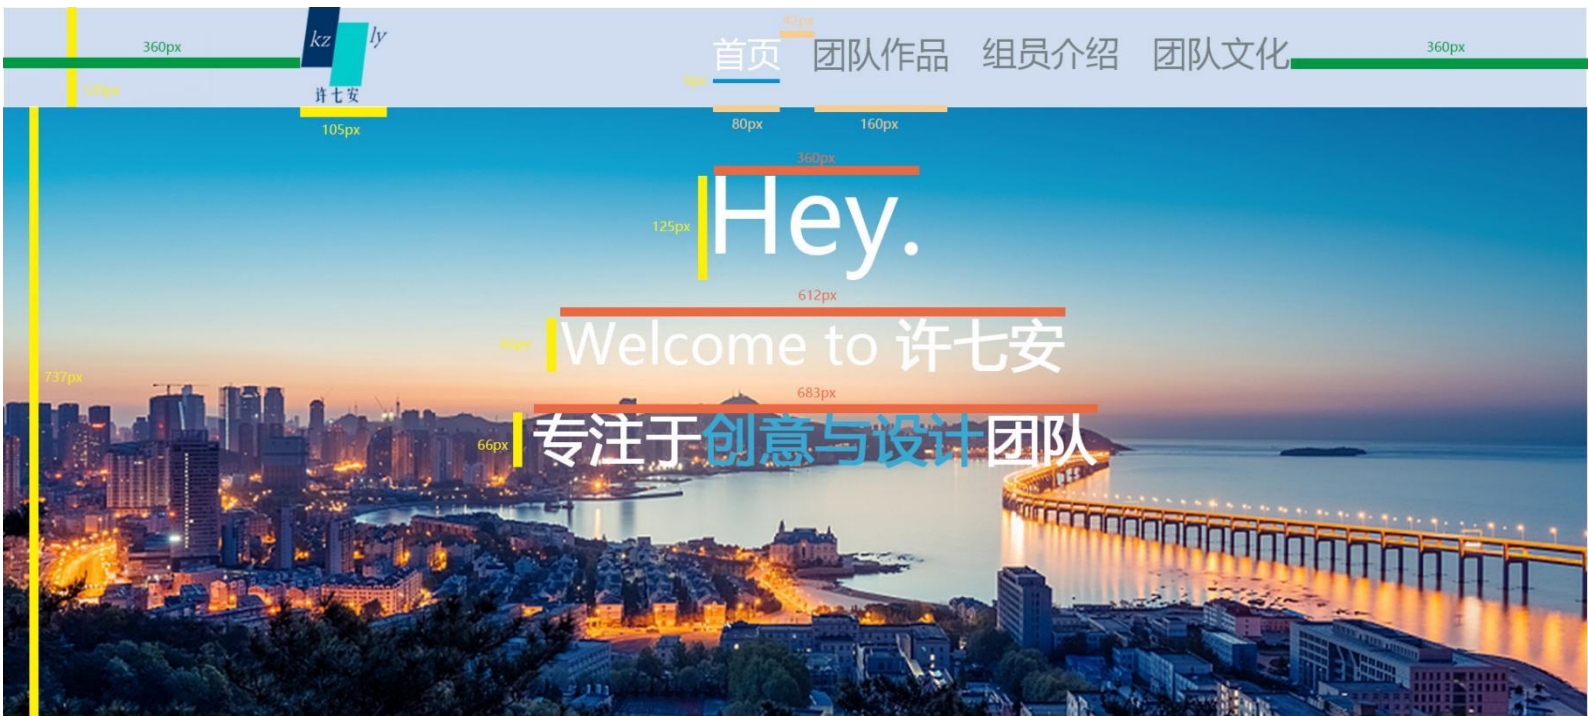 360px
kz ly
许七安
105px
42px
首页 团队作品 组员介绍 团队文化
360px
5px
80px
160px
360px
125px
Hey.
612px
Welcome to 许七安
737px
683px
66px
专注于创意与设计团队